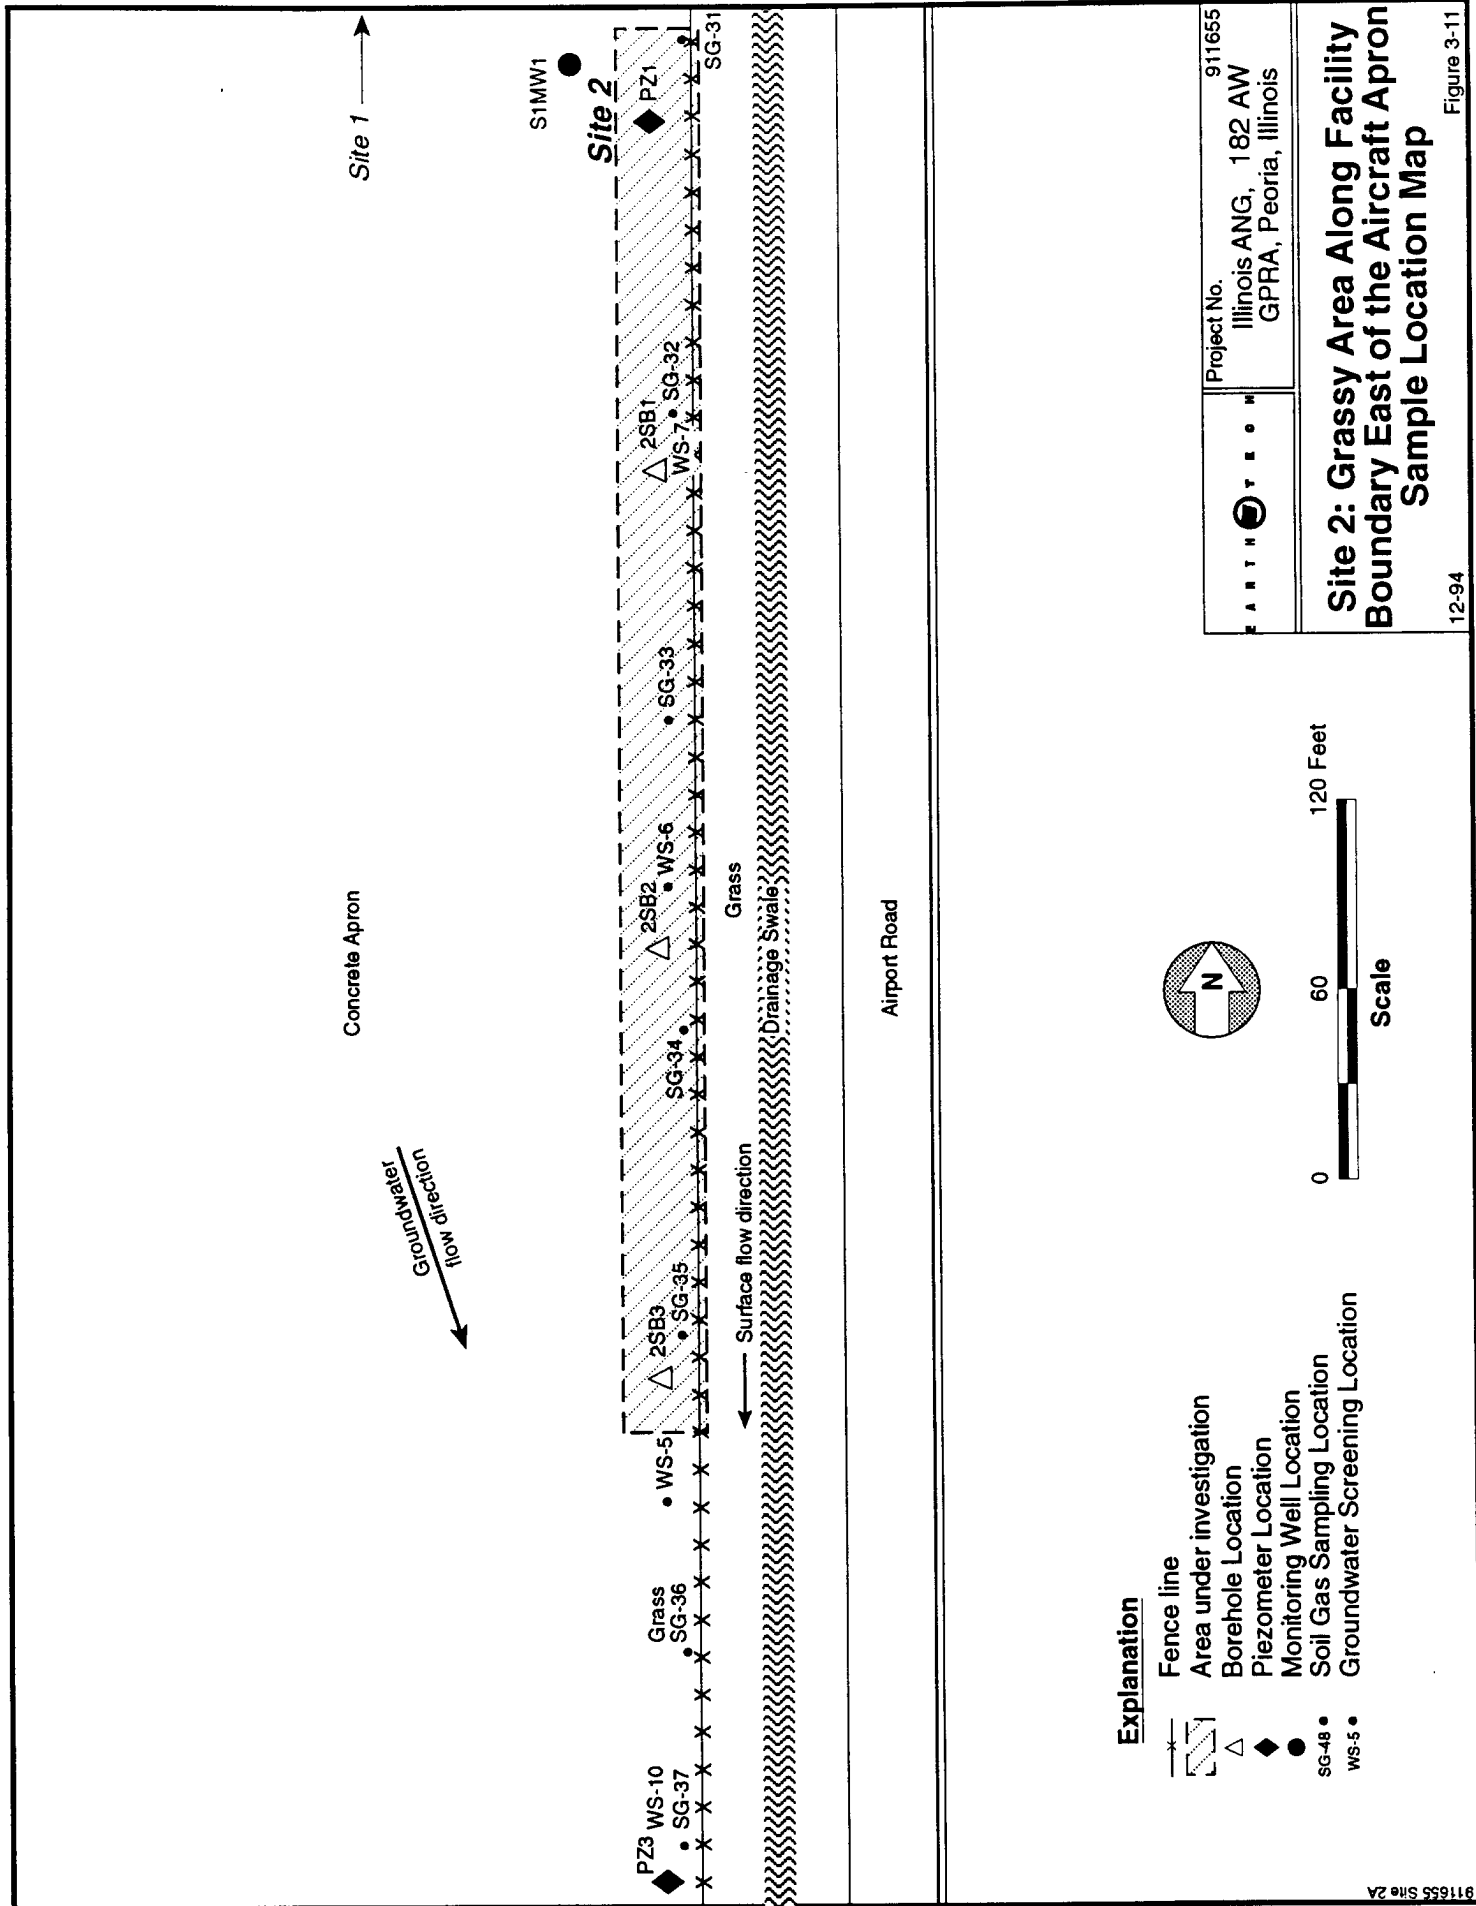 Site 1
S1MW1
Site 2
PZ1
SG-31
Concrete Apron
2SB1
SG-32
WS-7
SG-33
2SB2
WS-6
SG-34
Groundwater
flow direction
2SB3
SG-35
WS-5
Grass
SG-36
PZ3
WS-10
SG-37
Grass
Surface flow direction
Drainage Swale
Airport Road
N
0
60
120 Feet
Scale
Explanation
Fence line
Area under investigation
Borehole Location
Piezometer Location
Monitoring Well Location
SG-48
Soil Gas Sampling Location
WS-5
Groundwater Screening Location
EARTH TECH
Project No.
911655
Illinois ANG, 182 AW
GPRA, Peoria, Illinois
Site 2: Grassy Area Along Facility
Boundary East of the Aircraft Apron
Sample Location Map
12-94
Figure 3-11
911655 Site 2A